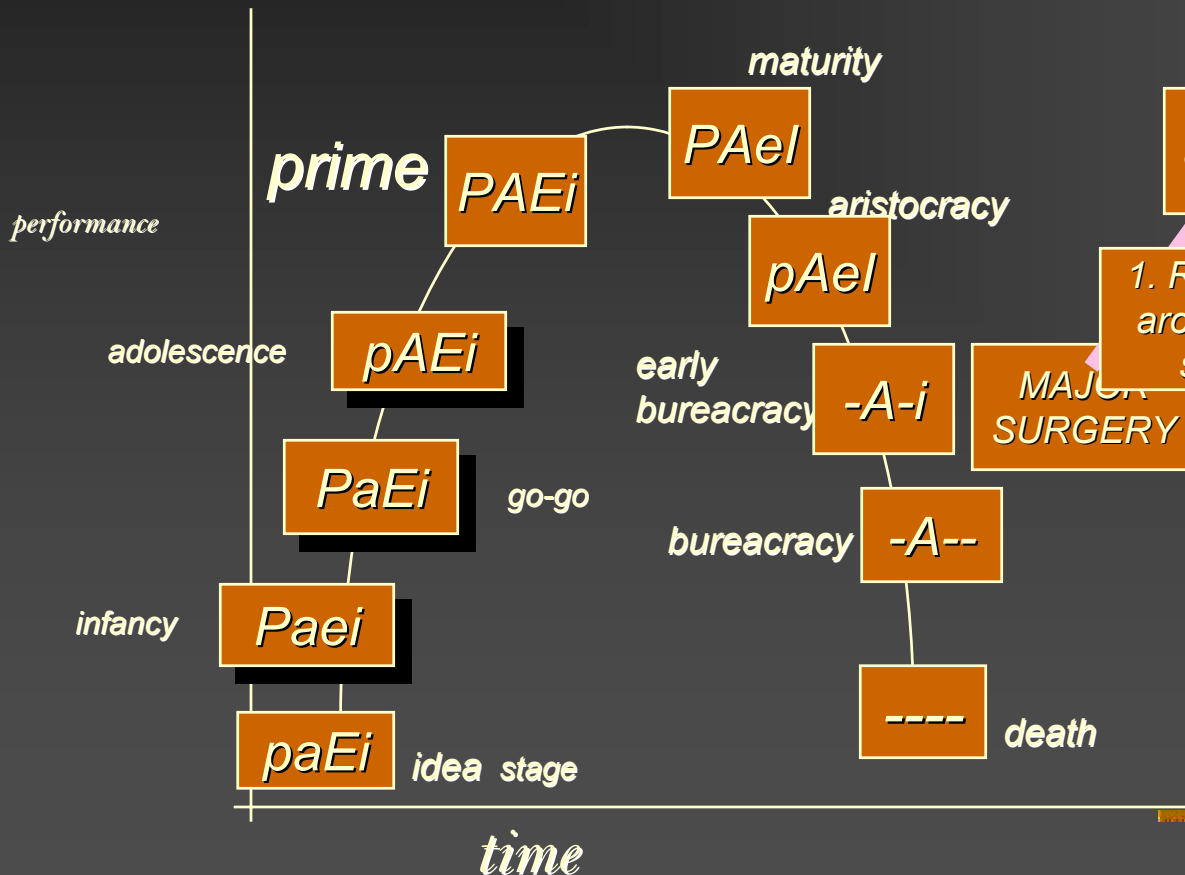 maturity
prime
PAEi
PAeI
performance
aristocracy
pAeI
1.
adolescence
pAEi
early
bureacracy
-A-i
MAJOR
SURGERY
PaEi
go-go
bureacracy
-A--
infancy
Paei
----
death
paEi
idea stage
time